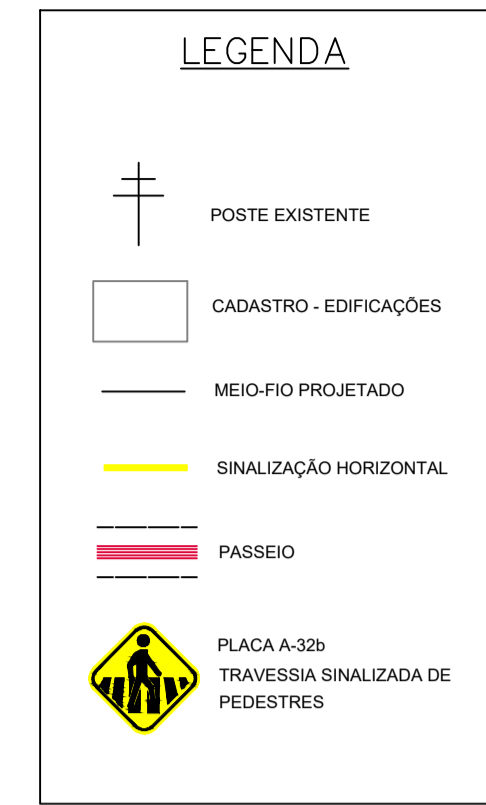 LEGENDA
POSTE EXISTENTE
CADASTRO - EDIFICAÇÕES
MEIO-FIO PROJETADO
SINALIZAÇÃO HORIZONTAL
PASSEIO
PLACA A-32b
TRAVESSIA SINALIZADA DE
PEDESTRES